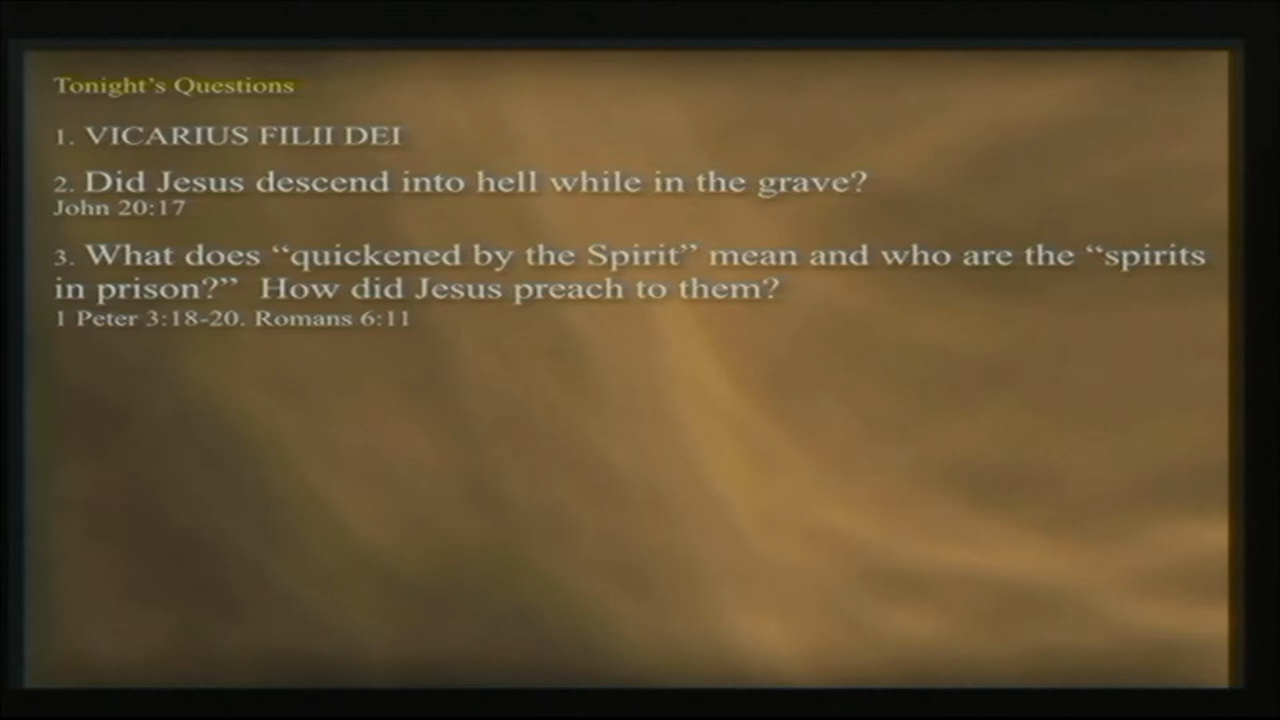 Tonight's Questions
1. VICARIUS FILII DEI
2. Did Jesus descend into hell while in the grave?
John 20:17
3. What does “quickened by the Spirit” mean and who are the “spirits
in prison?” How did Jesus preach to them?
1 Peter 3:18-20. Romans 6:11